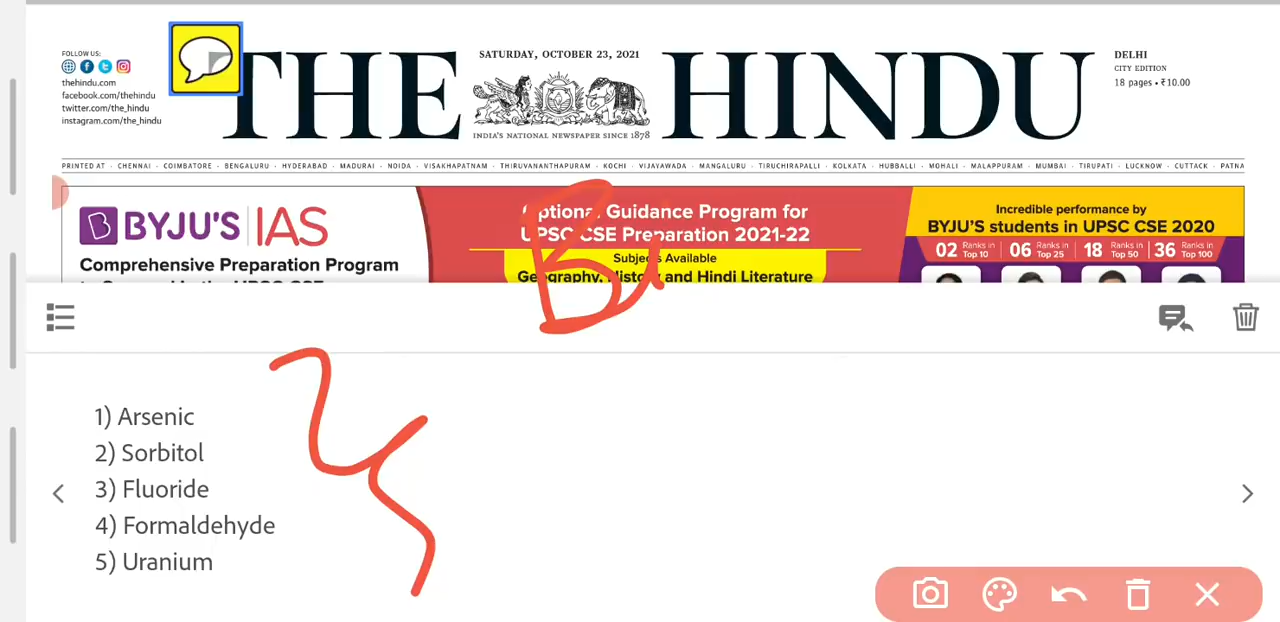 FOLLOW US:
thehindu.com
facebook.com/thehindu
twitter.com/the_hindu
instagram.com/the_hindu
THE HINDU
SATURDAY, OCTOBER 23, 2021
INDIA'S NATIONAL NEWSPAPER SINCE 1878
DELHI
CITY EDITION
18 pages • ₹10.00
PRINTED AT · CHENNAI · COIMBATORE · BENGALURU · HYDERABAD · MADURAI · NOIDA · VISAKHAPATNAM · THIRUVANANTHAPURAM · KOCHI · VIJAYAWADA · MANGALURU · TIRUCHIRAPALLI · KOLKATA · HUBBALLI · MOHALI · MALAPPURAM · MUMBAI · TIRUPATI · LUCKNOW · CUTTACK · PATNA
BYJU'S IAS
Comprehensive Preparation Program
Optional Guidance Program for
UPSC CSE Preparation 2021-22
Subjects Available
Geography, History and Hindi Literature
Incredible performance by
BYJU'S students in UPSC CSE 2020
02 Ranks in Top 10
06 Ranks in Top 25
18 Ranks in Top 50
36 Ranks in Top 100
1) Arsenic
2) Sorbitol
3) Fluoride
4) Formaldehyde
5) Uranium